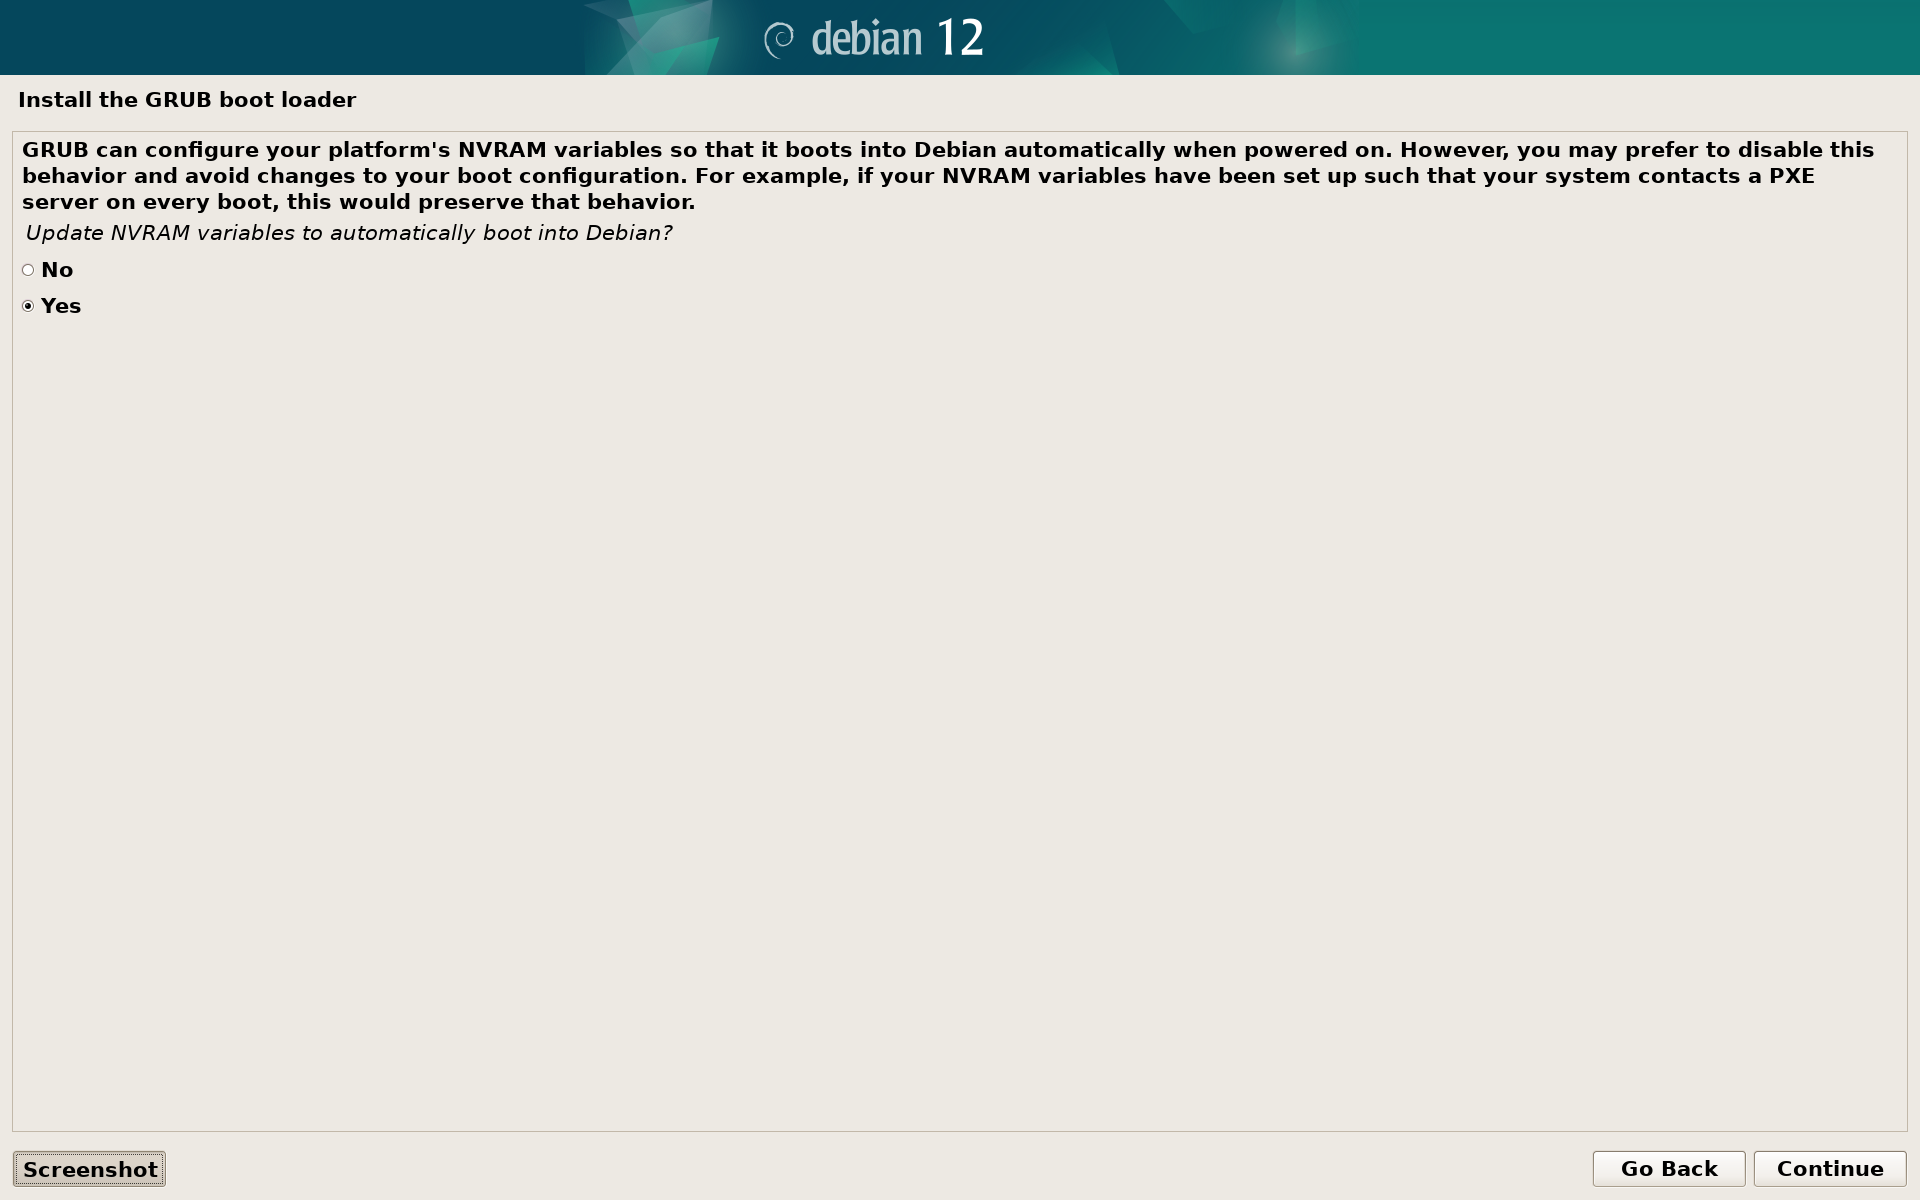 debian 12
Install the GRUB boot loader
GRUB can configure your platform's NVRAM variables so that it boots into Debian automatically when powered on. However, you may prefer to disable this
behavior and avoid changes to your boot configuration. For example, if your NVRAM variables have been set up such that your system contacts a PXE
server on every boot, this would preserve that behavior.
Update NVRAM variables to automatically boot into Debian?
No
Yes
Screenshot
Go Back
Continue